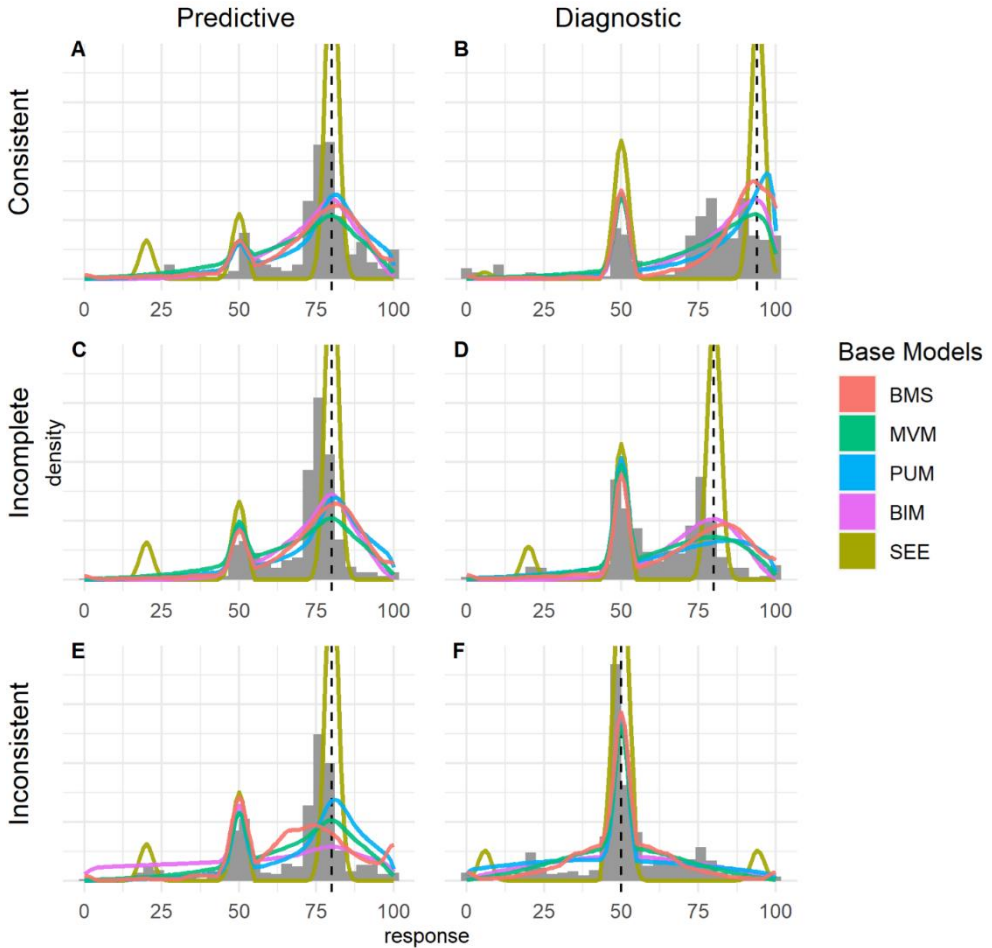 Predictive
Diagnostic
Consistent
A
B
0 25 50 75 100
0 25 50 75 100
Incomplete
density
C
D
0 25 50 75 100
0 25 50 75 100
Base Models
BMS
MVM
PUM
BIM
SEE
Inconsistent
E
F
0 25 50 75 100
0 25 50 75 100
response